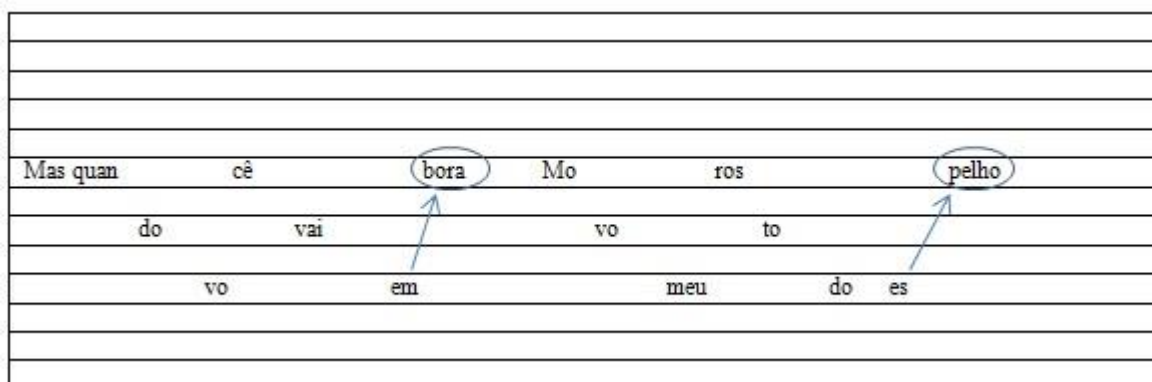 Mas quan cê bora Mo ros pelho
do vai vo to
vo em meu do es